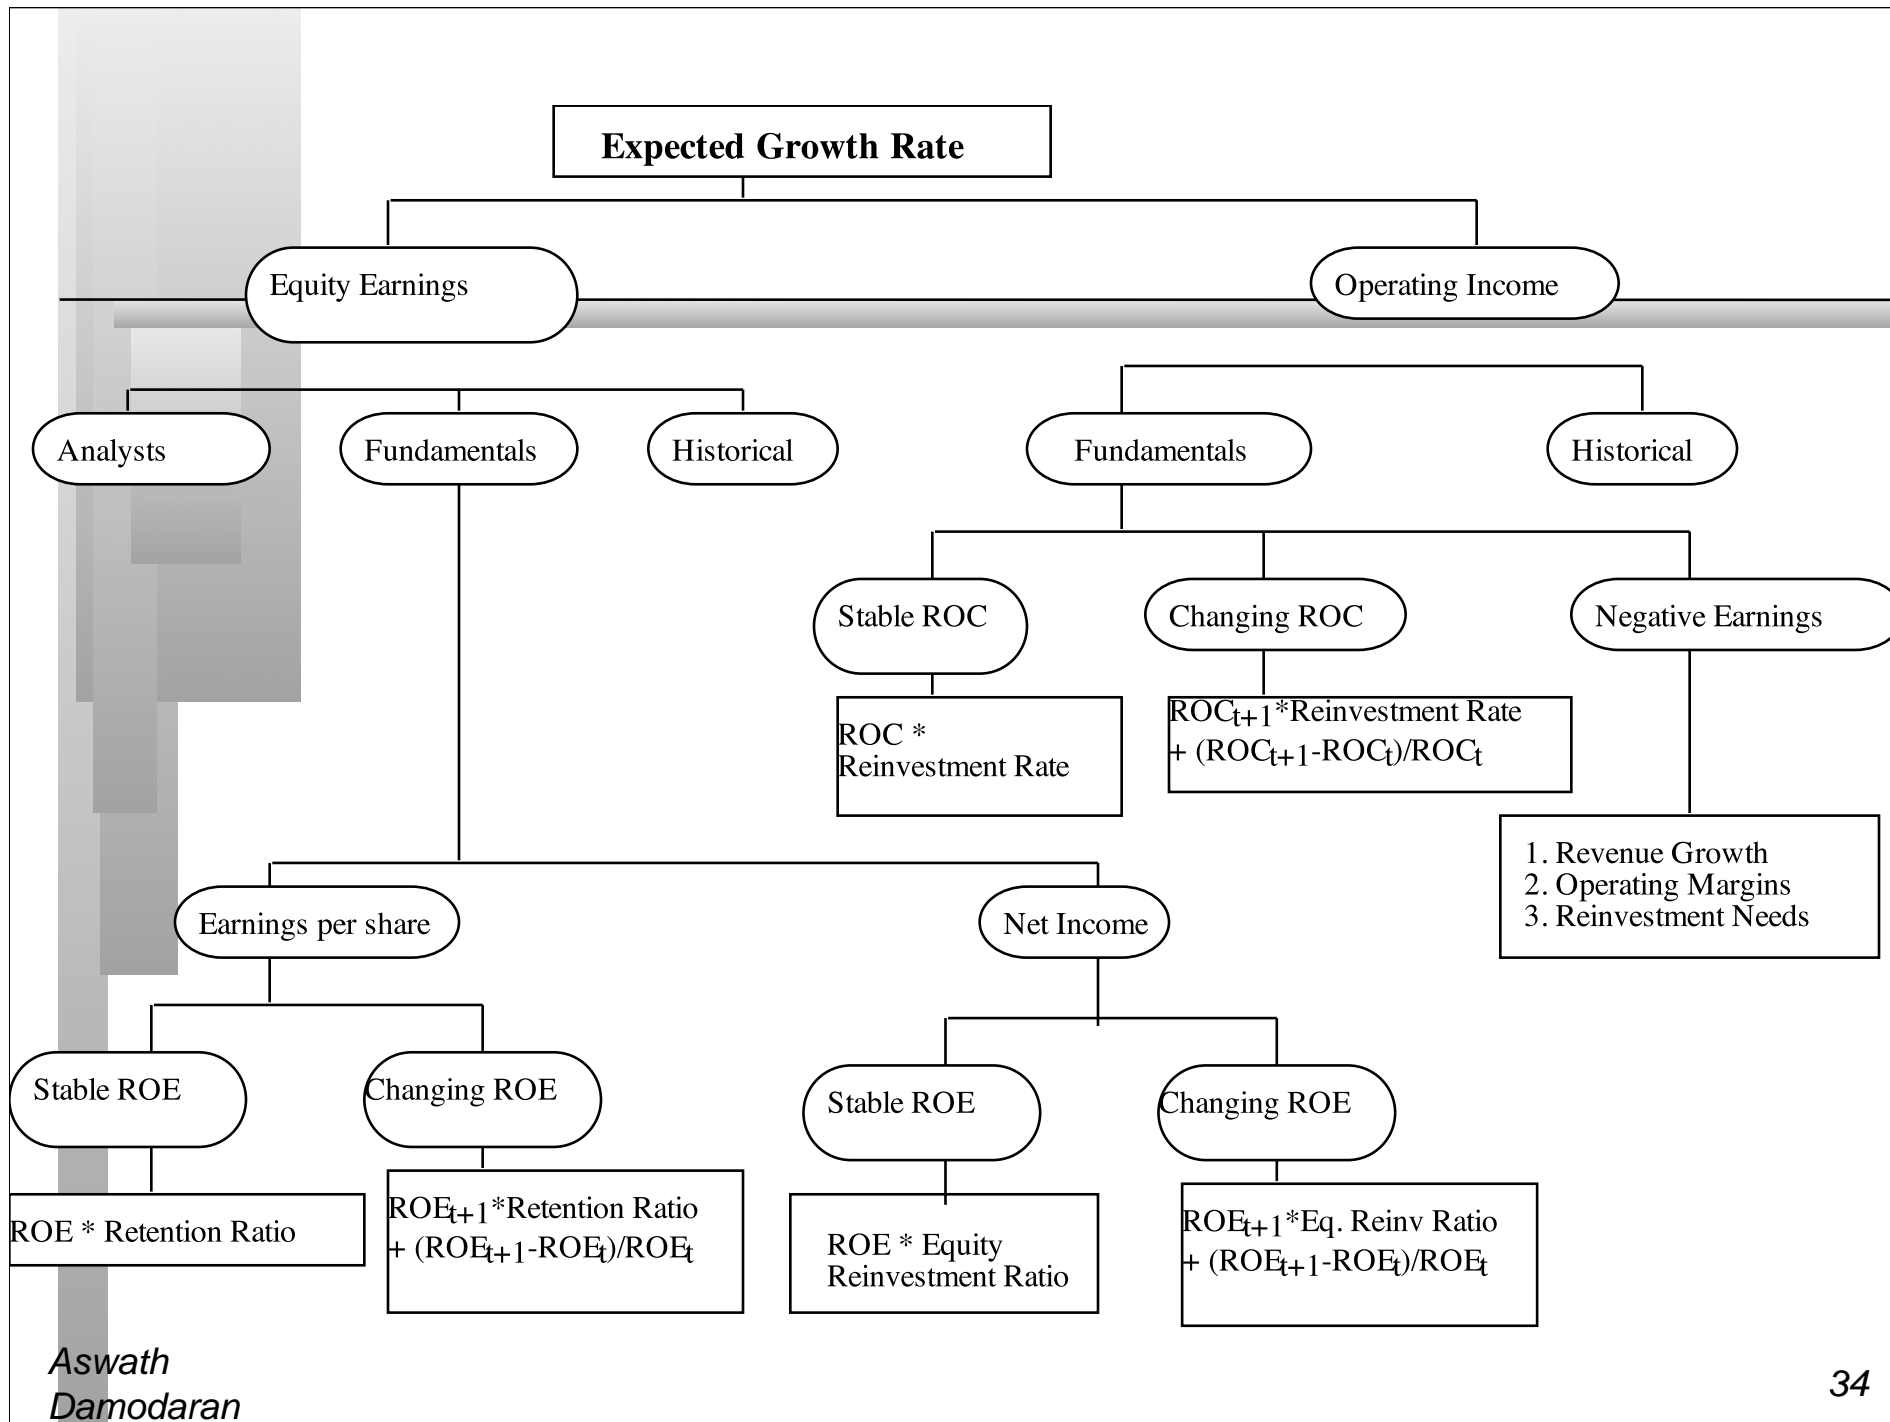 Expected Growth Rate
Equity Earnings
Operating Income
Analysts
Fundamentals
Historical
Fundamentals
Historical
Stable ROC
Changing ROC
Negative Earnings
ROC *
Reinvestment Rate
ROCt+1*Reinvestment Rate
+ (ROCt+1-ROCt)/ROCt
1. Revenue Growth
2. Operating Margins
3. Reinvestment Needs
Earnings per share
Net Income
Stable ROE
Changing ROE
Stable ROE
Changing ROE
ROE * Retention Ratio
ROEt+1*Retention Ratio
+ (ROEt+1-ROEt)/ROEt
ROE * Equity
Reinvestment Ratio
ROEt+1*Eq. Reinv Ratio
+ (ROEt+1-ROEt)/ROEt
Aswath
Damodaran
34